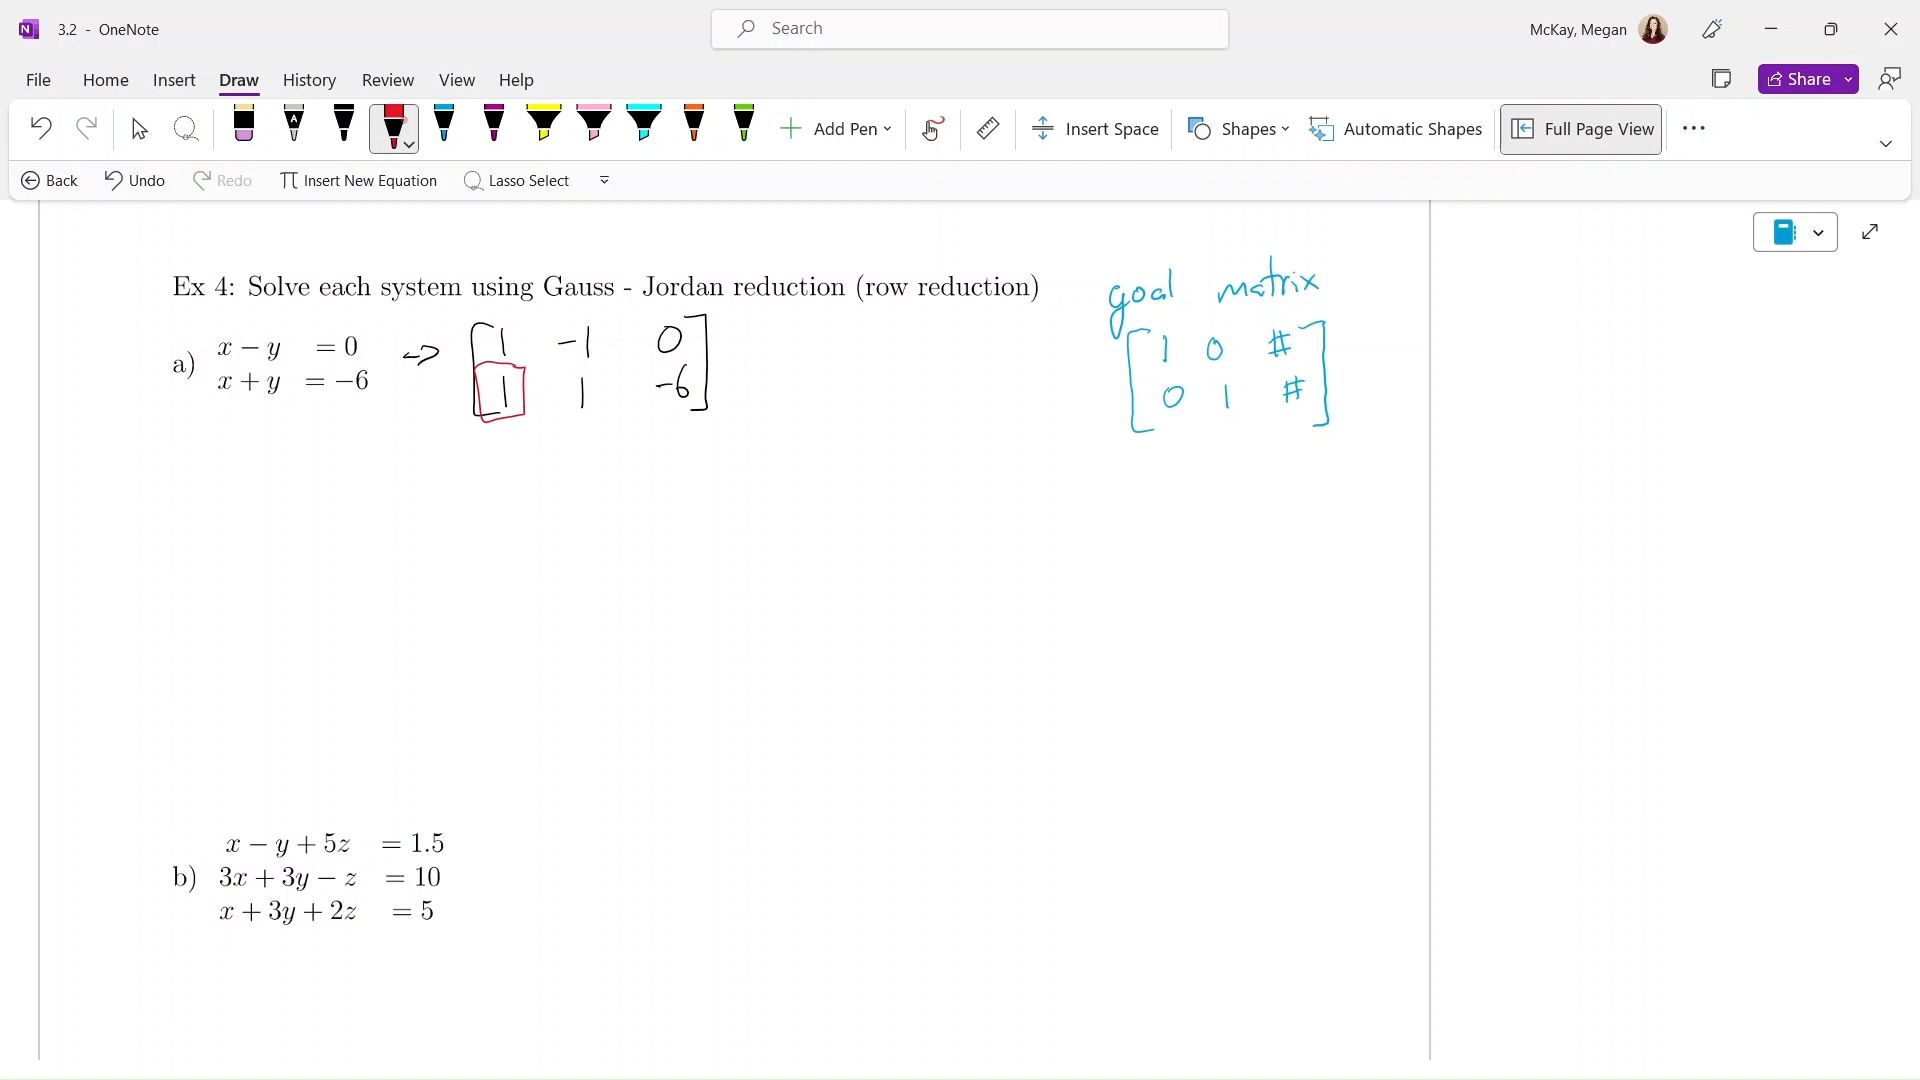 3.2 - OneNote
Search
McKay, Megan
File Home Insert Draw History Review View Help
Share
A
Add Pen
Insert Space
Shapes
Automatic Shapes
Full Page View
Back Undo Redo Insert New Equation Lasso Select
Ex 4: Solve each system using Gauss - Jordan reduction (row reduction)
goal matrix
a) x − y = 0
x + y = −6
1 -1 0
1 1 -6
1 0 #
0 1 #
x − y + 5z = 1.5
b) 3x + 3y − z = 10
x + 3y + 2z = 5